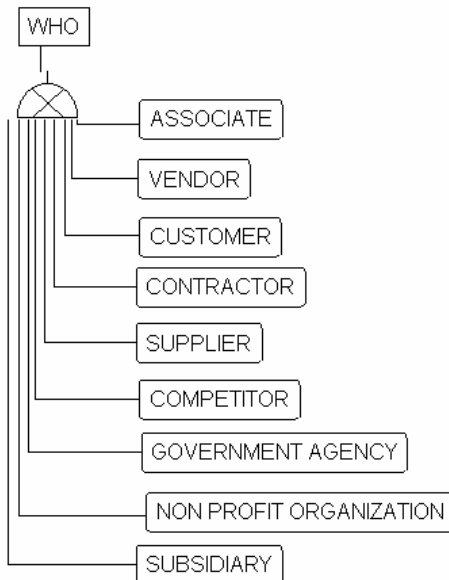 WHO
ASSOCIATE
VENDOR
CUSTOMER
CONTRACTOR
SUPPLIER
COMPETITOR
GOVERNMENT AGENCY
NON PROFIT ORGANIZATION
SUBSIDIARY